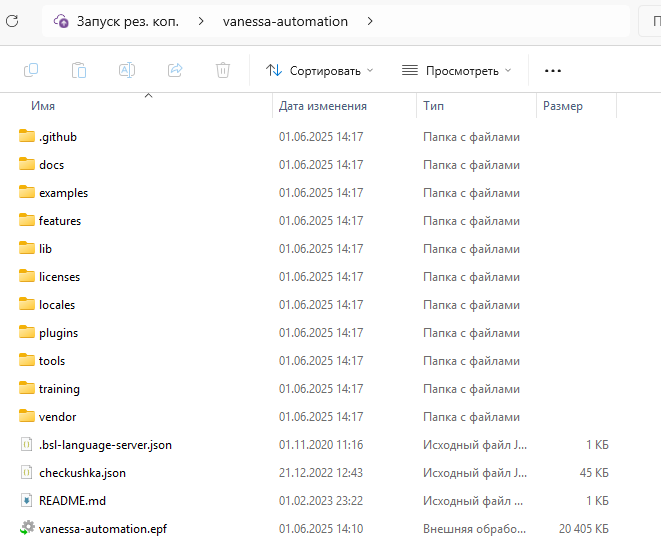 Запуск рез. коп. > vanessa-automation >
Сортировать Просмотреть ...
Имя Дата изменения Тип Размер
.github 01.06.2025 14:17 Папка с файлами
docs 01.06.2025 14:17 Папка с файлами
examples 01.06.2025 14:17 Папка с файлами
features 01.06.2025 14:17 Папка с файлами
lib 01.06.2025 14:17 Папка с файлами
licenses 01.06.2025 14:17 Папка с файлами
locales 01.06.2025 14:17 Папка с файлами
plugins 01.06.2025 14:17 Папка с файлами
tools 01.06.2025 14:17 Папка с файлами
training 01.06.2025 14:17 Папка с файлами
vendor 01.06.2025 14:17 Папка с файлами
.bsl-language-server.json 01.11.2020 11:16 Исходный файл J... 1 КБ
checkushka.json 21.12.2022 12:43 Исходный файл J... 45 КБ
README.md 01.02.2023 23:22 Исходный файл ... 1 КБ
vanessa-automation.epf 01.06.2025 14:10 Внешняя обрабо... 20 405 КБ